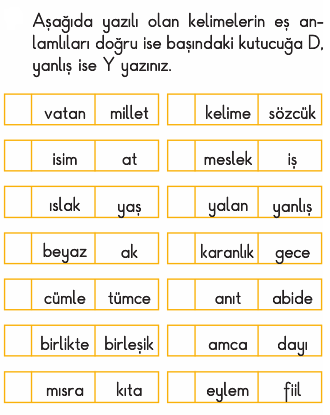 Aşağıda yazılı olan kelimelerin eş an-
lamlıları doğru ise başındaki kutucuğa D,
yanlış ise Y yazınız.
vatan millet kelime sözcük
isim at meslek iş
ıslak yaş yalan yanlış
beyaz ak karanlık gece
cümle tümce anıt abide
birlikte birleşik amca dayı
mısra kıta eylem fiil